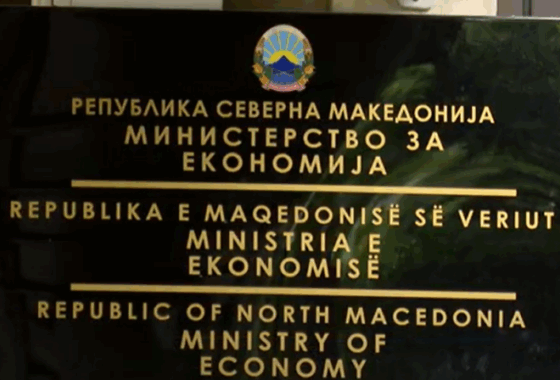 РЕПУБЛИКА СЕВЕРНА МАКЕДОНИЈА
МИНИСТЕРСТВО ЗА
ЕКОНОМИЈА
REPUBLIKA E MAQEDONISË SË VERIUT
MINISTRIA E
EKONOMISË
REPUBLIC OF NORTH MACEDONIA
MINISTRY OF
ECONOMY